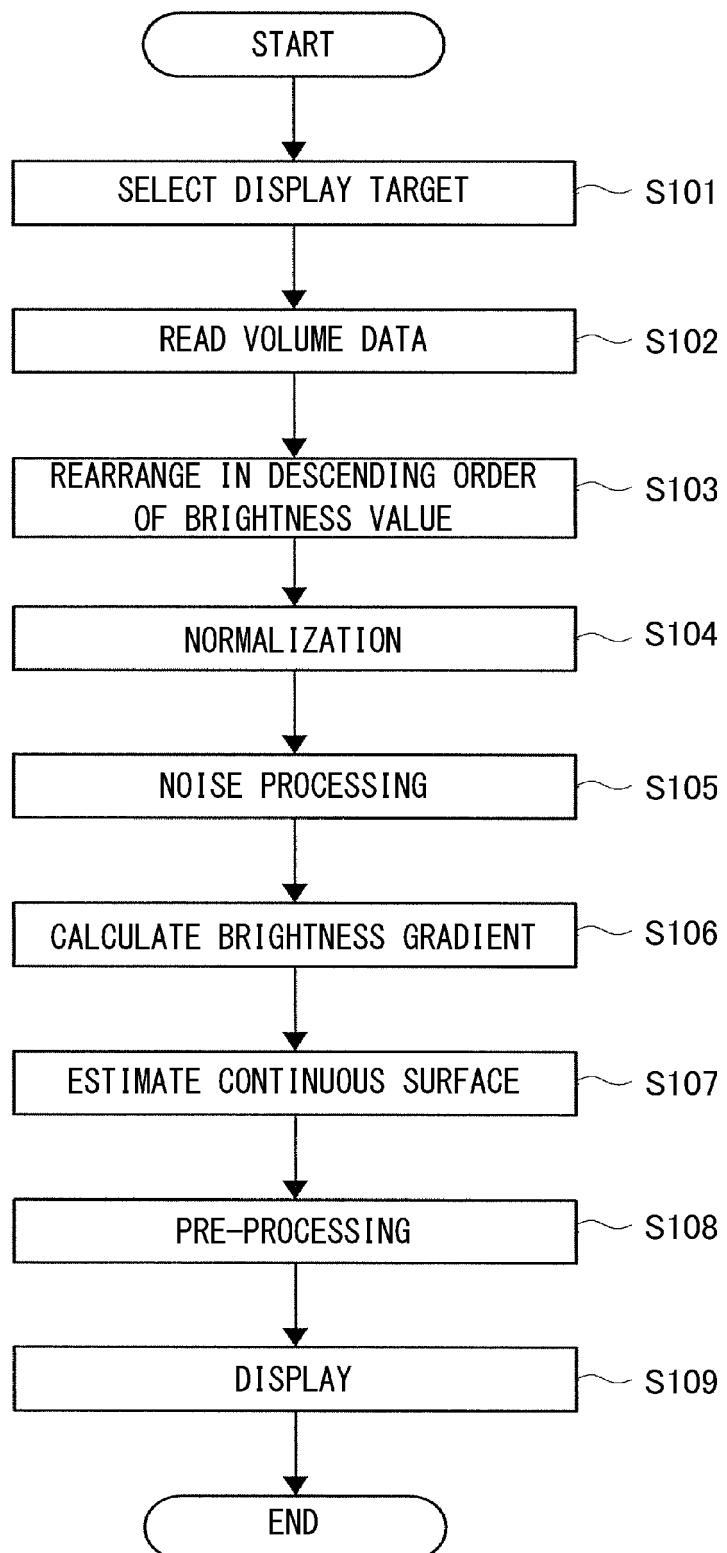 START
SELECT DISPLAY TARGET S101
READ VOLUME DATA S102
REARRANGE IN DESCENDING ORDER
OF BRIGHTNESS VALUE S103
NORMALIZATION S104
NOISE PROCESSING S105
CALCULATE BRIGHTNESS GRADIENT S106
ESTIMATE CONTINUOUS SURFACE S107
PRE-PROCESSING S108
DISPLAY S109
END